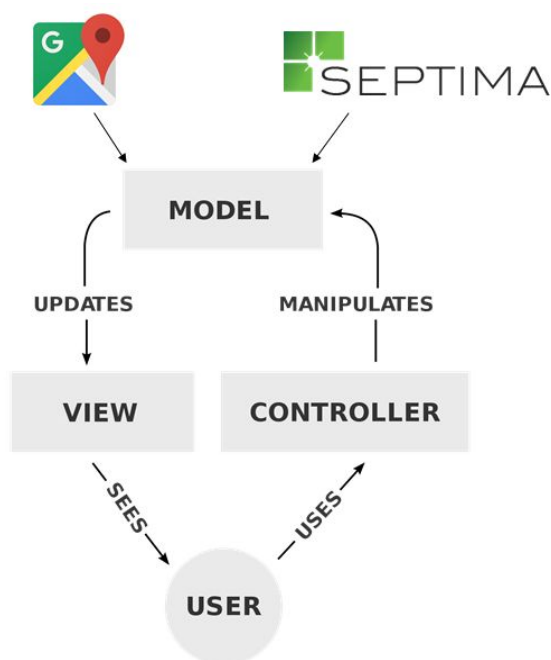 G
SEPTIMA
MODEL
UPDATES
MANIPULATES
VIEW
CONTROLLER
SEES
USES
USER